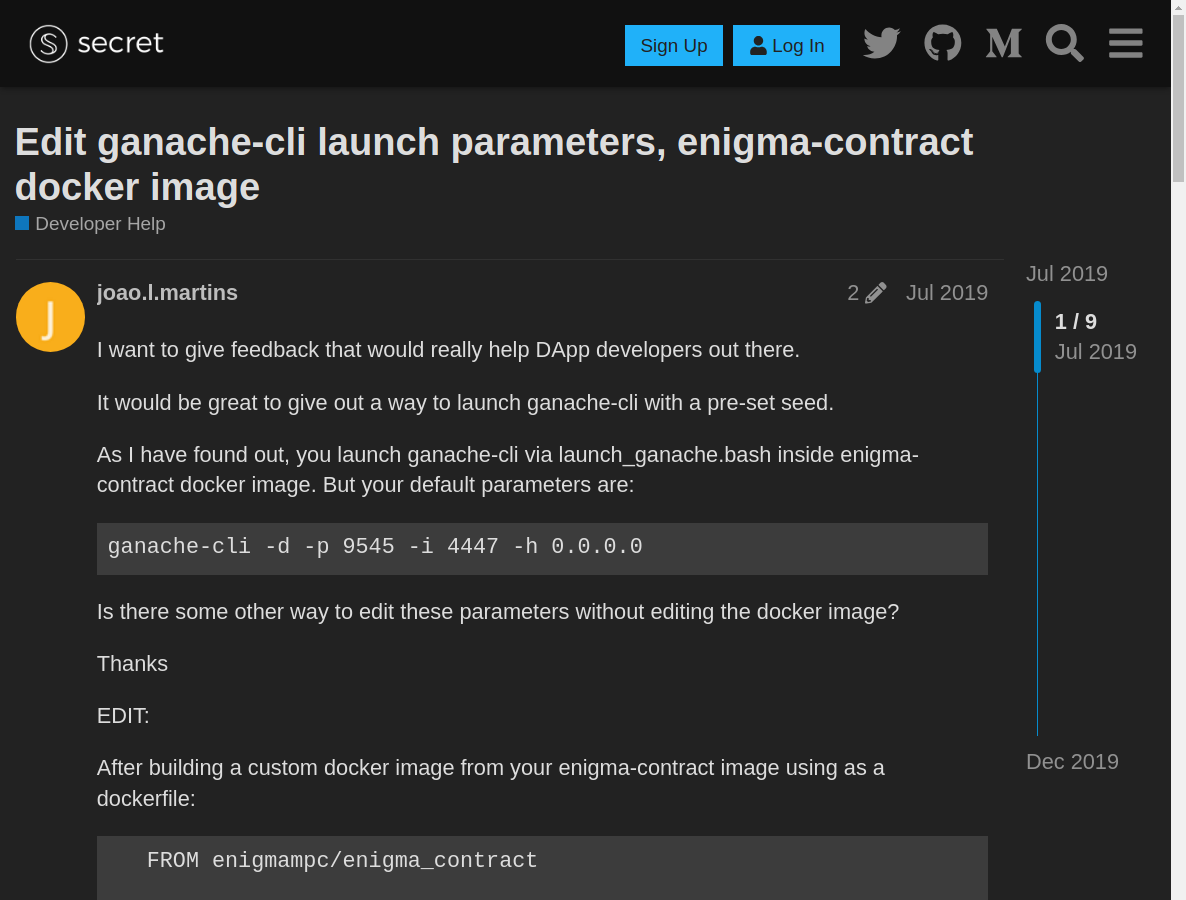 secret
Sign Up
Log In
Edit ganache-cli launch parameters, enigma-contract
docker image
Developer Help
joao.l.martins
2
Jul 2019
I want to give feedback that would really help DApp developers out there.
It would be great to give out a way to launch ganache-cli with a pre-set seed.
As I have found out, you launch ganache-cli via launch_ganache.bash inside enigma-
contract docker image. But your default parameters are:
ganache-cli -d -p 9545 -i 4447 -h 0.0.0.0
Is there some other way to edit these parameters without editing the docker image?
Thanks
EDIT:
After building a custom docker image from your enigma-contract image using as a
dockerfile:
FROM enigmampc/enigma_contract
Jul 2019
1 / 9
Jul 2019
Dec 2019
J